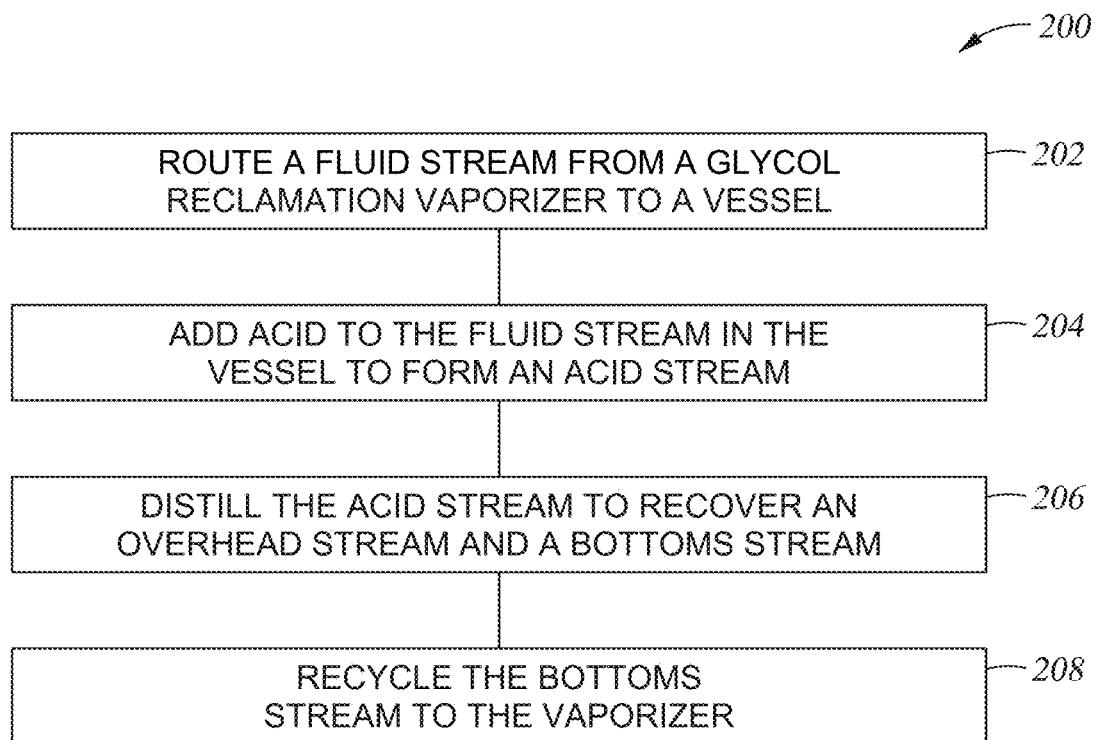 200
ROUTE A FLUID STREAM FROM A GLYCOL
RECLAMATION VAPORIZER TO A VESSEL
202
ADD ACID TO THE FLUID STREAM IN THE
VESSEL TO FORM AN ACID STREAM
204
DISTILL THE ACID STREAM TO RECOVER AN
OVERHEAD STREAM AND A BOTTOMS STREAM
206
RECYCLE THE BOTTOMS
STREAM TO THE VAPORIZER
208